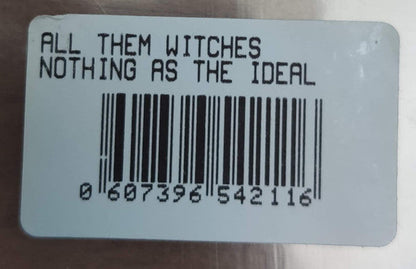 ALL THEM WITCHES
NOTHING AS THE IDEAL
0 607396 542116